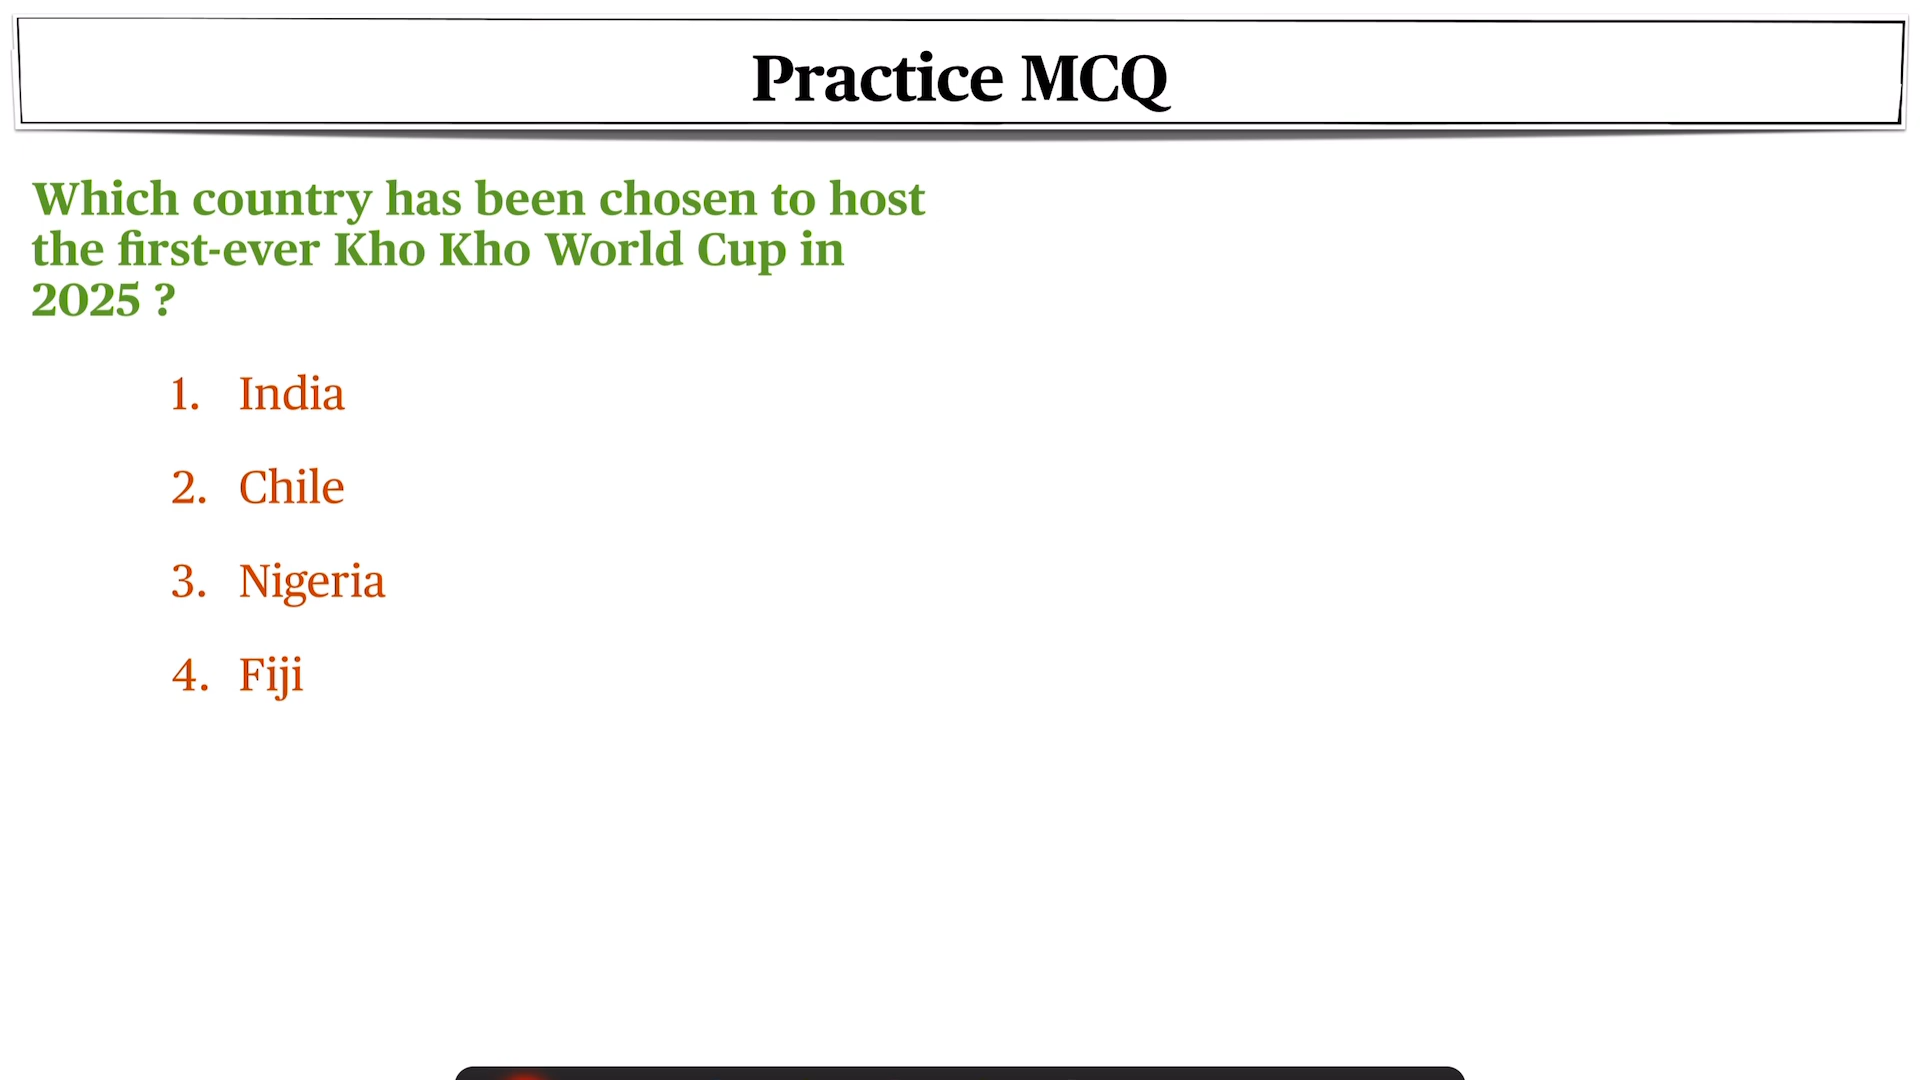 Practice MCQ
Which country has been chosen to host
the first-ever Kho Kho World Cup in
2025 ?
1. India
2. Chile
3. Nigeria
4. Fiji